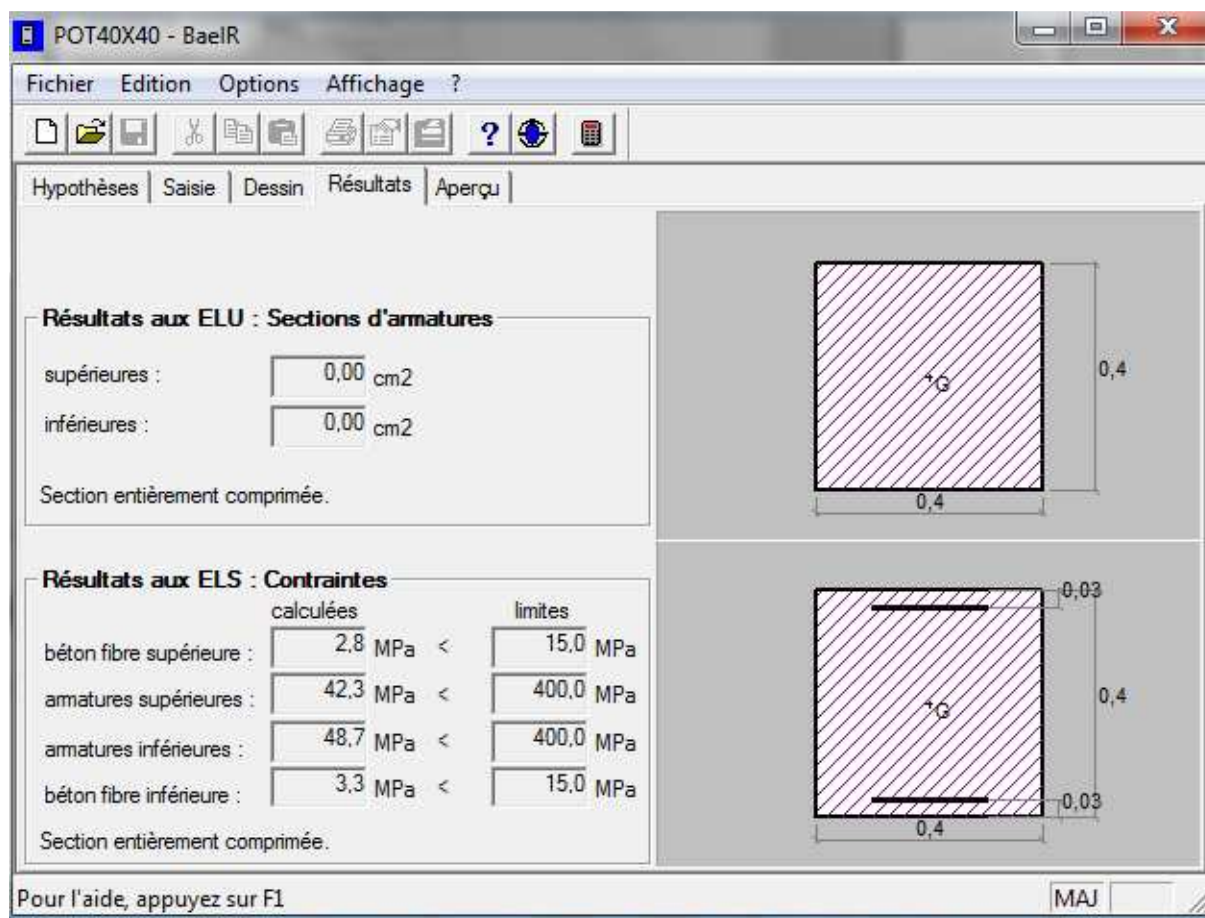 POT40X40 - BaelR
Fichier Edition Options Affichage ?
Hypothèses Saisie Dessin Résultats Aperçu
Résultats aux ELU : Sections d'armatures
supérieures : 0,00 cm2
inférieures : 0,00 cm2
Section entièrement comprimée.
+G
0,4
0,4
Résultats aux ELS : Contraintes
calculées limites
béton fibre supérieure : 2,8 MPa < 15,0 MPa
armatures supérieures : 42,3 MPa < 400,0 MPa
armatures inférieures : 48,7 MPa < 400,0 MPa
béton fibre inférieure : 3,3 MPa < 15,0 MPa
Section entièrement comprimée.
0,03
+G
0,4
0,03
0,4
Pour l'aide, appuyez sur F1
MAJ